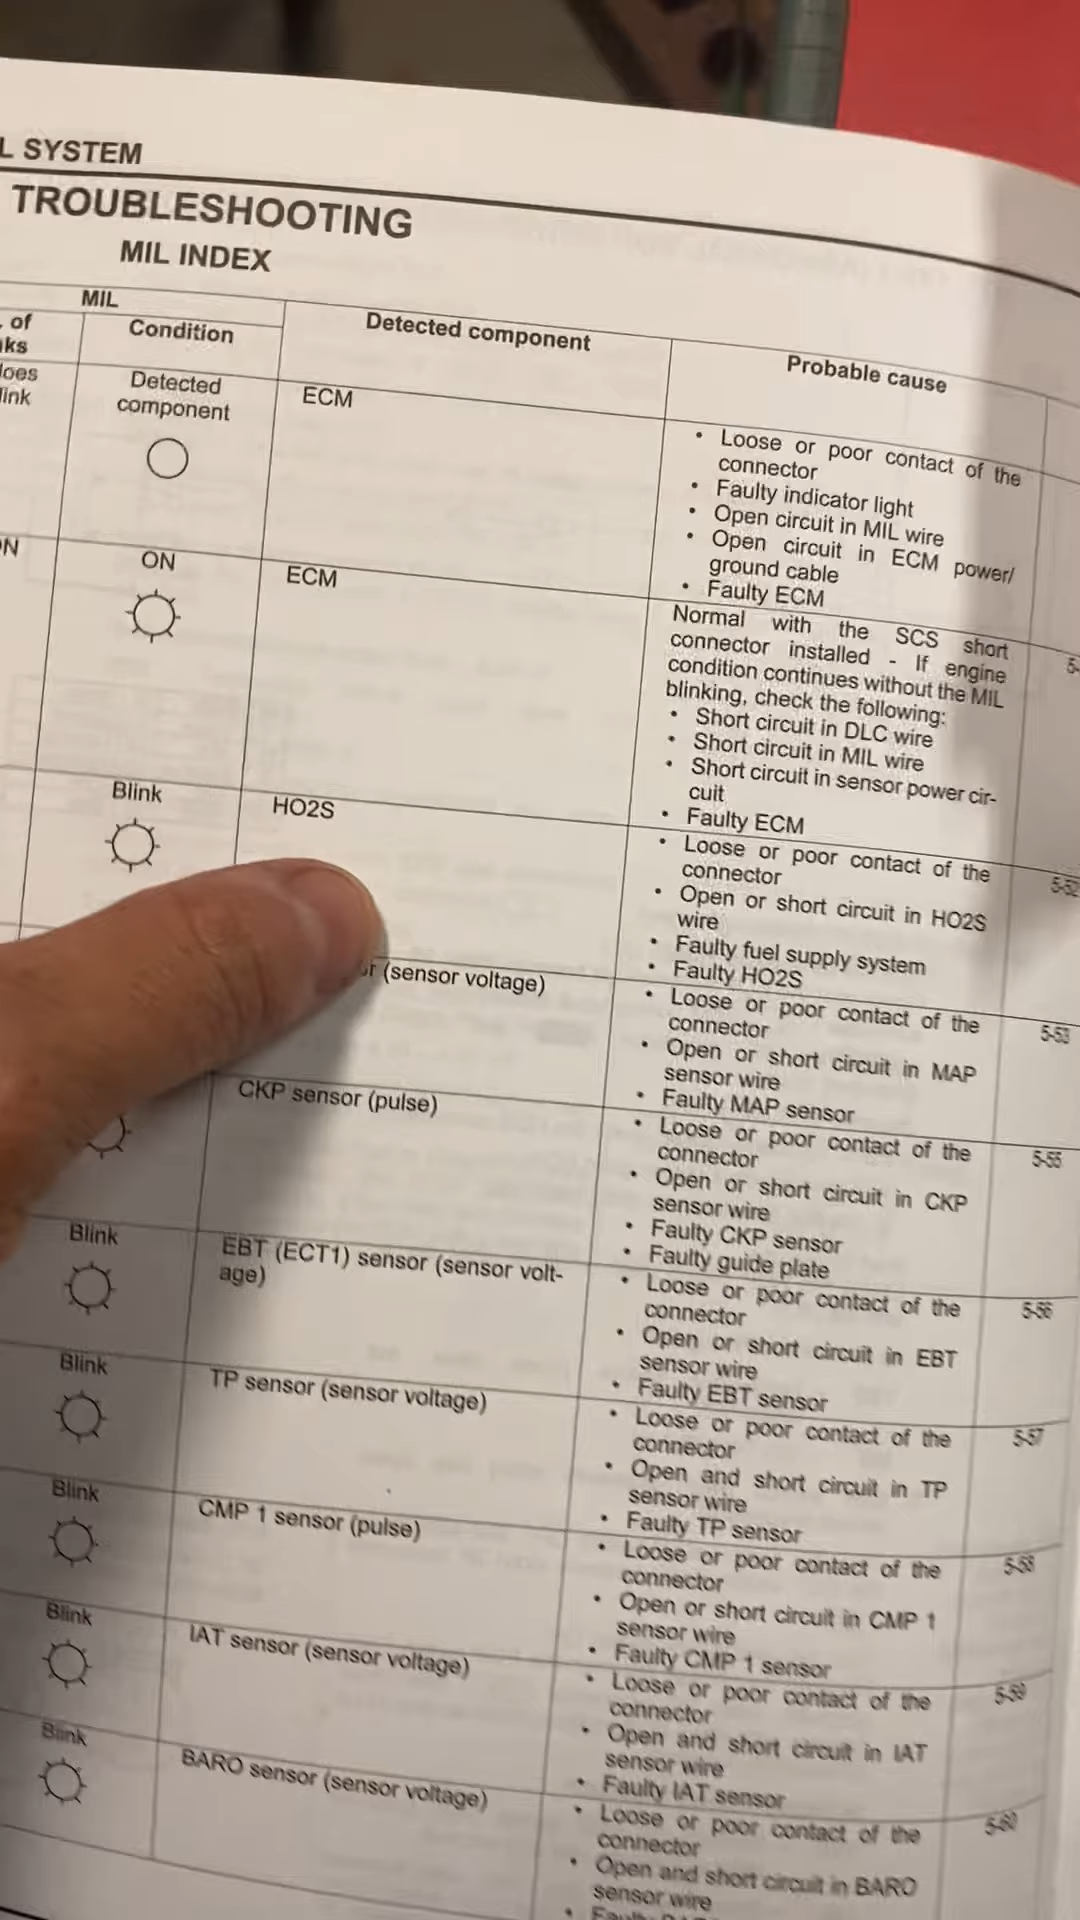 L SYSTEM
TROUBLESHOOTING
MIL INDEX
MIL
Detected component
Probable cause
of
Condition
ECM
Detected
component
Loose or poor contact of the
connector
Faulty indicator light
Open circuit in MIL wire
Open circuit in ECM power/
ground cable
Faulty ECM
ON
ECM
Normal with the SCS short
connector installed - If engine
condition continues without the MIL
blinking, check the following:
Short circuit in DLC wire
Short circuit in MIL wire
Short circuit in sensor power cir-
cuit
Faulty ECM
Blink
HO2S
Loose or poor contact of the
connector
Open or short circuit in HO2S
wire
Faulty fuel supply system
Faulty HO2S
5-52
(sensor voltage)
Loose or poor contact of the
connector
Open or short circuit in MAP
sensor wire
Faulty MAP sensor
5-53
CKP sensor (pulse)
Loose or poor contact of the
connector
Open or short circuit in CKP
sensor wire
Faulty CKP sensor
Faulty guide plate
5-55
Blink
EBT (ECT1) sensor (sensor volt-
age)
Loose or poor contact of the
connector
Open or short circuit in EBT
sensor wire
Faulty EBT sensor
5-56
Blink
TP sensor (sensor voltage)
Loose or poor contact of the
connector
Open and short circuit in TP
sensor wire
Faulty TP sensor
5-57
Blink
CMP 1 sensor (pulse)
Loose or poor contact of the
connector
Open or short circuit in CMP 1
sensor wire
Faulty CMP 1 sensor
5-58
Blink
IAT sensor (sensor voltage)
Loose or poor contact of the
connector
Open and short circuit in IAT
sensor wire
Faulty IAT sensor
5-59
Blink
BARO sensor (sensor voltage)
Loose or poor contact of the
connector
Open and short circuit in BARO
sensor wire
5-60